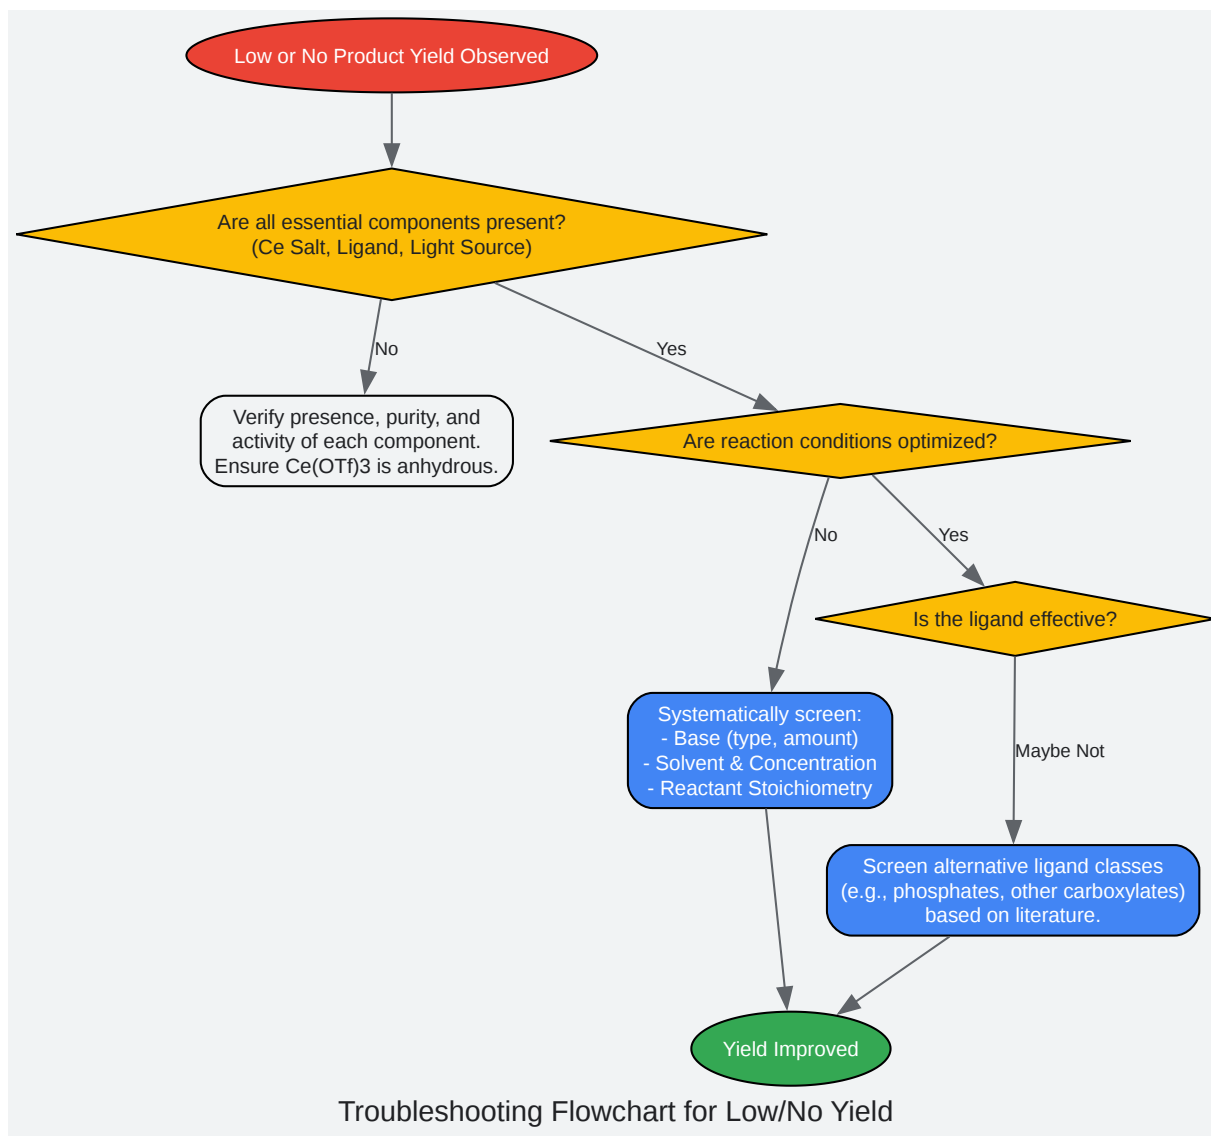 Low or No Product Yield Observed
Are all essential components present?
(Ce Salt, Ligand, Light Source)
No
Yes
Verify presence, purity, and
activity of each component.
Ensure Ce(OTf)3 is anhydrous.
Are reaction conditions optimized?
No
Yes
Is the ligand effective?
Systematically screen:
- Base (type, amount)
- Solvent & Concentration
- Reactant Stoichiometry
Maybe Not
Screen alternative ligand classes
(e.g., phosphates, other carboxylates)
based on literature.
Yield Improved
Troubleshooting Flowchart for Low/No Yield